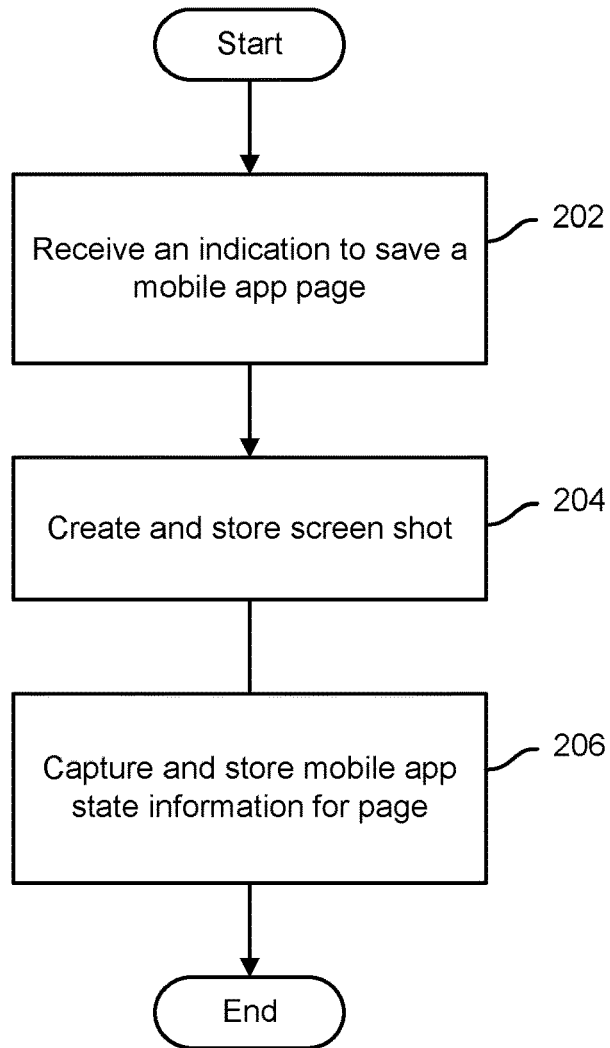 Start
Receive an indication to save a
mobile app page
202
Create and store screen shot
204
Capture and store mobile app
state information for page
206
End